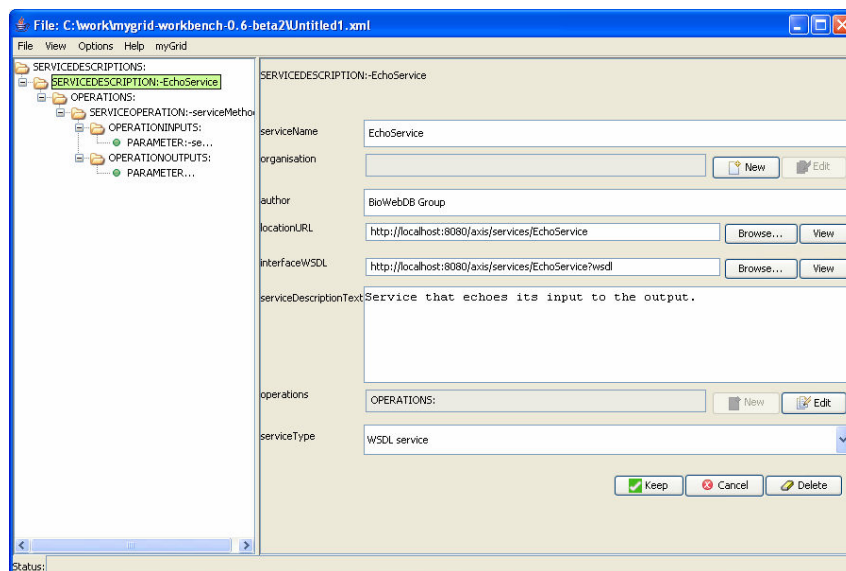 File: C:\work\mygrid-workbench-0.6-beta2\Untitled1.xml
File View Options Help myGrid
SERVICEDESCRIPTIONS:
SERVICEDESCRIPTION:-EchoService
OPERATIONS:
SERVICEOPERATION:-serviceMetho
OPERATIONINPUTS:
PARAMETER:-se...
OPERATIONOUTPUTS:
PARAMETER...
SERVICEDESCRIPTION:-EchoService
serviceName EchoService
organisation New Edit
author BioWebDB Group
locationURL http://localhost:8080/axis/services/EchoService Browse... View
interfaceWSDL http://localhost:8080/axis/services/EchoService?wsdl Browse... View
serviceDescriptionText Service that echoes its input to the output.
operations OPERATIONS: New Edit
serviceType WSDL service
Keep Cancel Delete
Status: